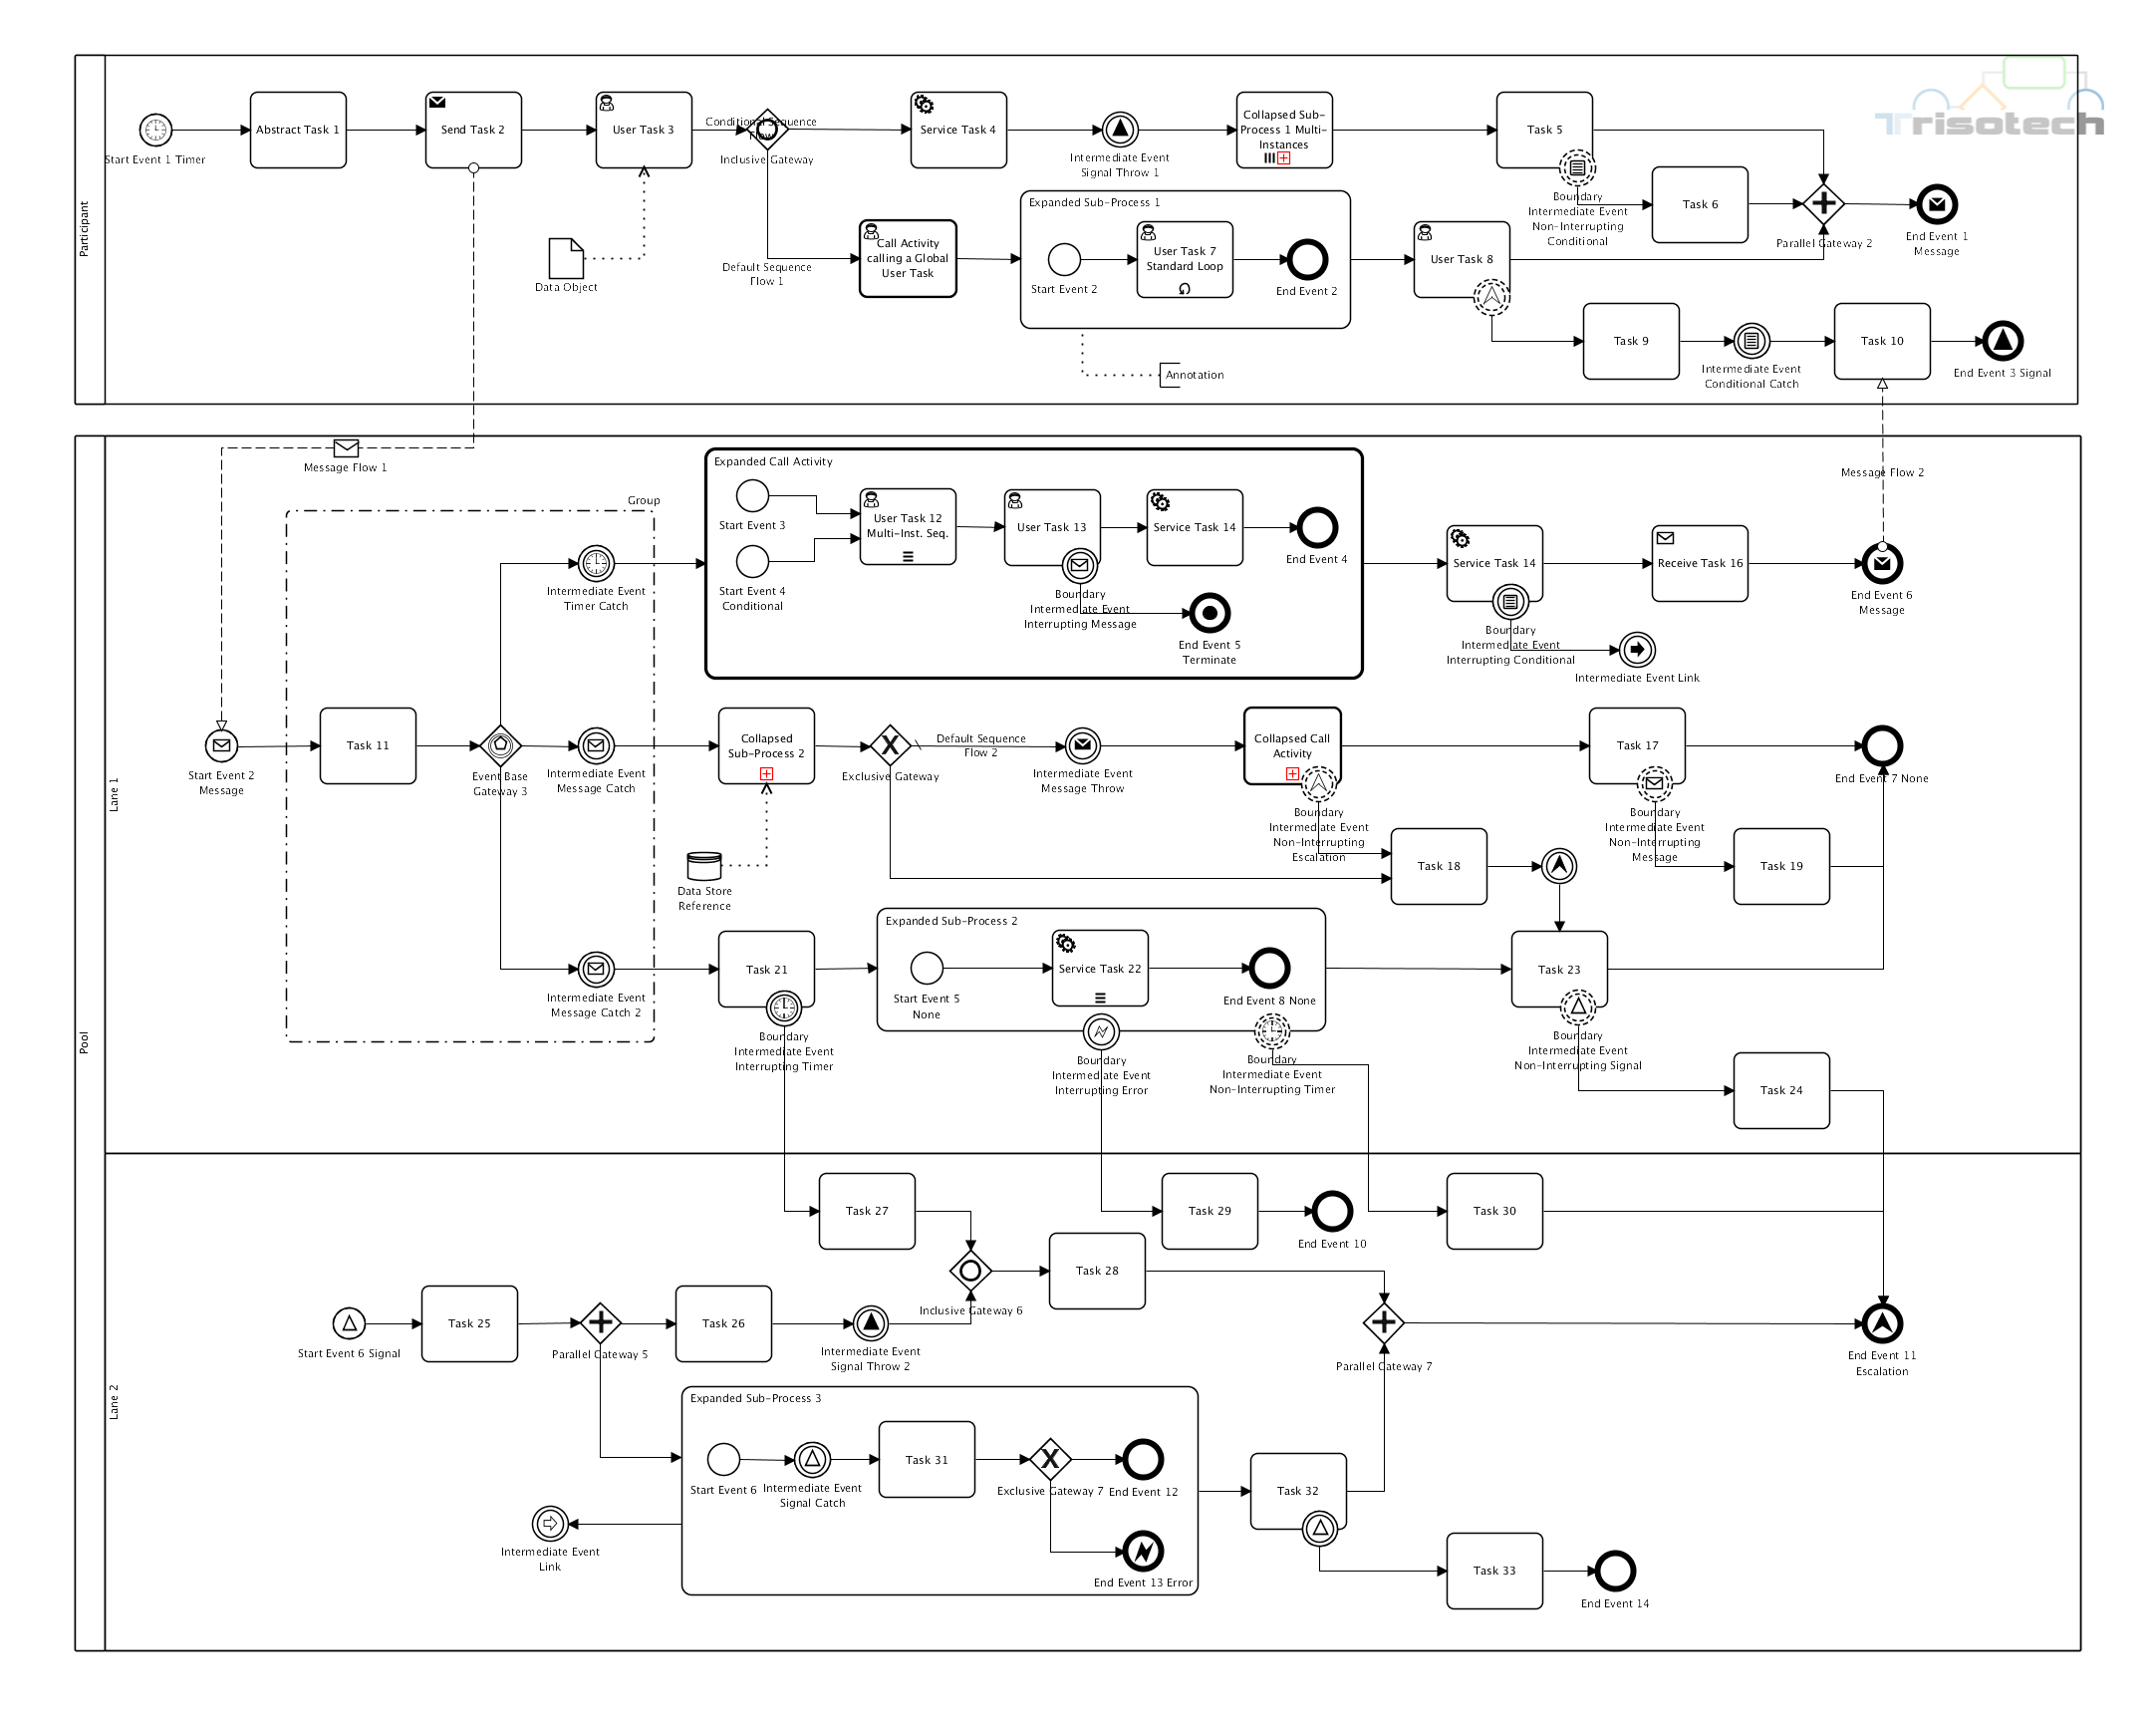 Participant
Trisotech
Start Event 1 Timer
Abstract Task 1
Send Task 2
User Task 3
Conditional Sequence
Flow
Inclusive Gateway
Service Task 4
Intermediate Event
Signal Throw 1
Collapsed Sub-
Process 1 Multi-
Instances
Task 5
Boundary
Intermediate Event
Non-Interrupting
Conditional
Task 6
Parallel Gateway 2
End Event 1
Message
Data Object
Default Sequence
Flow 1
Call Activity
calling a Global
User Task
Expanded Sub-Process 1
Start Event 2
User Task 7
Standard Loop
End Event 2
User Task 8
Annotation
Task 9
Intermediate Event
Conditional Catch
Task 10
End Event 3 Signal
Pool
Lane 1
Message Flow 1
Message Flow 2
Group
Expanded Call Activity
Start Event 3
Start Event 4
Conditional
User Task 12
Multi-Inst. Seq.
User Task 13
Boundary
Intermediate Event
Interrupting Message
Service Task 14
End Event 4
End Event 5
Terminate
Intermediate Event
Timer Catch
Service Task 14
Boundary
Intermediate Event
Interrupting Conditional
Receive Task 16
End Event 6
Message
Intermediate Event Link
Start Event 2
Message
Task 11
Event Base
Gateway 3
Intermediate Event
Message Catch
Collapsed
Sub-Process 2
Exclusive Gateway
Default Sequence
Flow 2
Intermediate Event
Message Throw
Collapsed Call
Activity
Boundary
Intermediate Event
Non-Interrupting
Escalation
Task 17
Boundary
Intermediate Event
Non-Interrupting
Message
End Event 7 None
Data Store
Reference
Task 18
Task 19
Intermediate Event
Message Catch 2
Task 21
Boundary
Intermediate Event
Interrupting Timer
Expanded Sub-Process 2
Start Event 5
None
Service Task 22
End Event 8 None
Boundary
Intermediate Event
Interrupting Error
Boundary
Intermediate Event
Non-Interrupting Timer
Task 23
Boundary
Intermediate Event
Non-Interrupting Signal
Task 24
Lane 2
Task 27
Task 29
End Event 10
Task 30
Inclusive Gateway 6
Task 28
Start Event 6 Signal
Task 25
Parallel Gateway 5
Task 26
Intermediate Event
Signal Throw 2
Parallel Gateway 7
End Event 11
Escalation
Expanded Sub-Process 3
Start Event 6
Intermediate Event
Signal Catch
Task 31
Exclusive Gateway 7
End Event 12
End Event 13 Error
Intermediate Event
Link
Task 32
Task 33
End Event 14